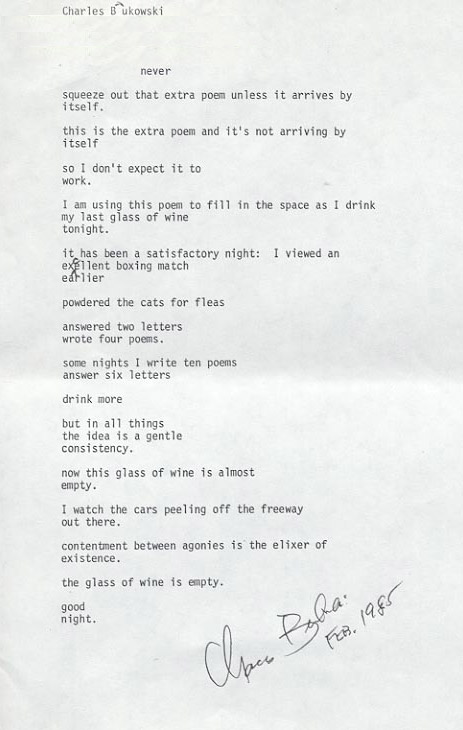 Charles Bukowski
never
squeeze out that extra poem unless it arrives by
itself.
this is the extra poem and it's not arriving by
itself
so I don't expect it to
work.
I am using this poem to fill in the space as I drink
my last glass of wine
tonight.
it has been a satisfactory night:  I viewed an
excellent boxing match
earlier
powdered the cats for fleas
answered two letters
wrote four poems.
some nights I write ten poems
answer six letters
drink more
but in all things
the idea is a gentle
consistency.
now this glass of wine is almost
empty.
I watch the cars peeling off the freeway
out there.
contentment between agonies is the elixer of
existence.
the glass of wine is empty.
good
night.
FEB. 1985